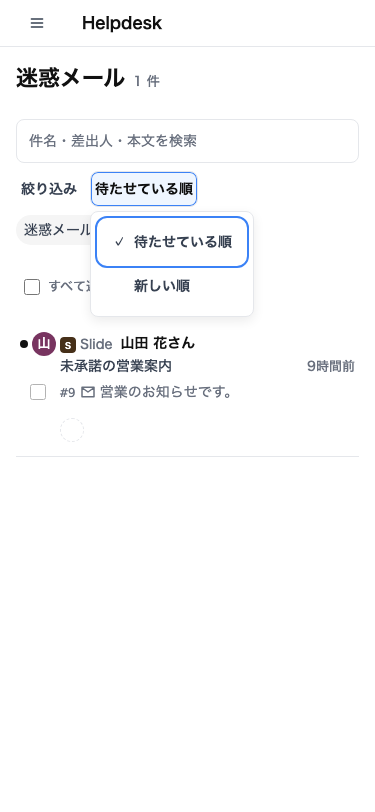 Helpdesk
迷惑メール 1 件
件名・差出人・本文を検索
絞り込み 待たせている順
迷惑メール
✓ 待たせている順
すべて
新しい順
山 s Slide 山田 花さん
未承諾の営業案内 9時間前
#9 営業のお知らせです。